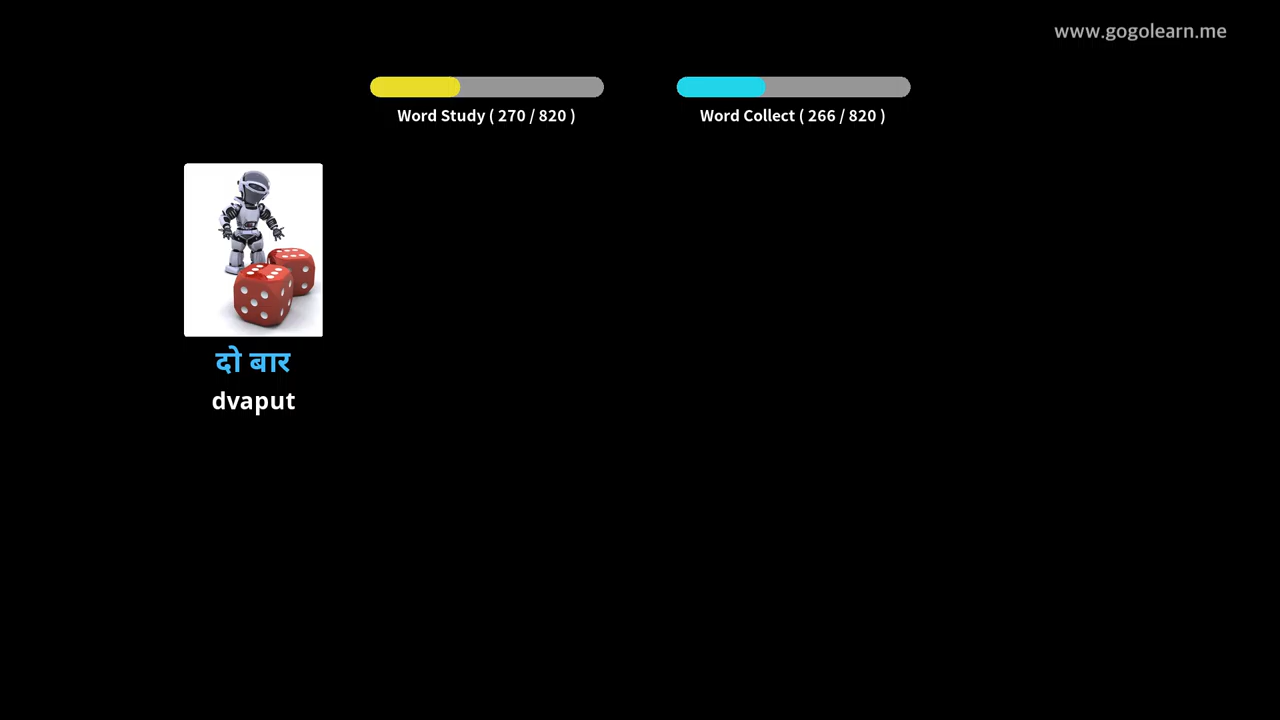 www.gogolearn.me
Word Study ( 270 / 820 )
Word Collect ( 266 / 820 )
दो बार
dvaput